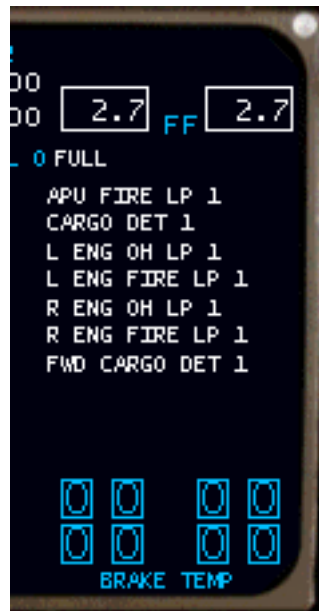 00
00 2.7 FF 2.7
L 0 FULL
APU FIRE LP 1
CARGO DET 1
L ENG OH LP 1
L ENG FIRE LP 1
R ENG OH LP 1
R ENG FIRE LP 1
FWD CARGO DET 1
0 0 0 0
0 0 0 0
BRAKE TEMP